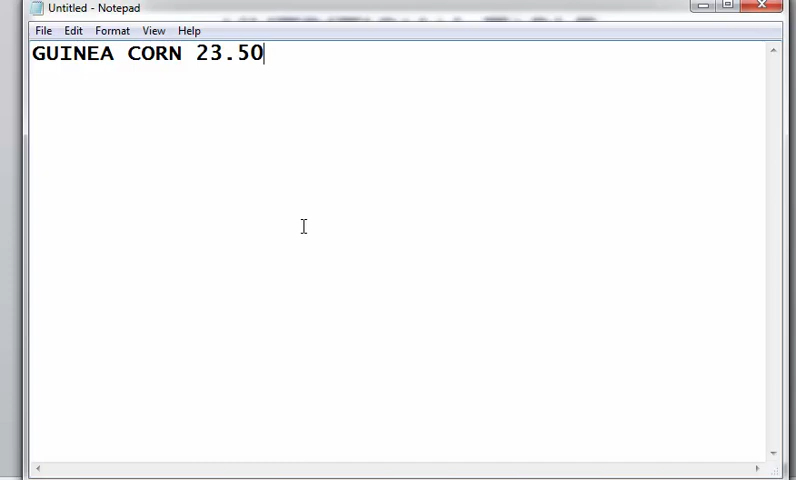 Untitled - Notepad
File Edit Format View Help
GUINEA CORN 23.50